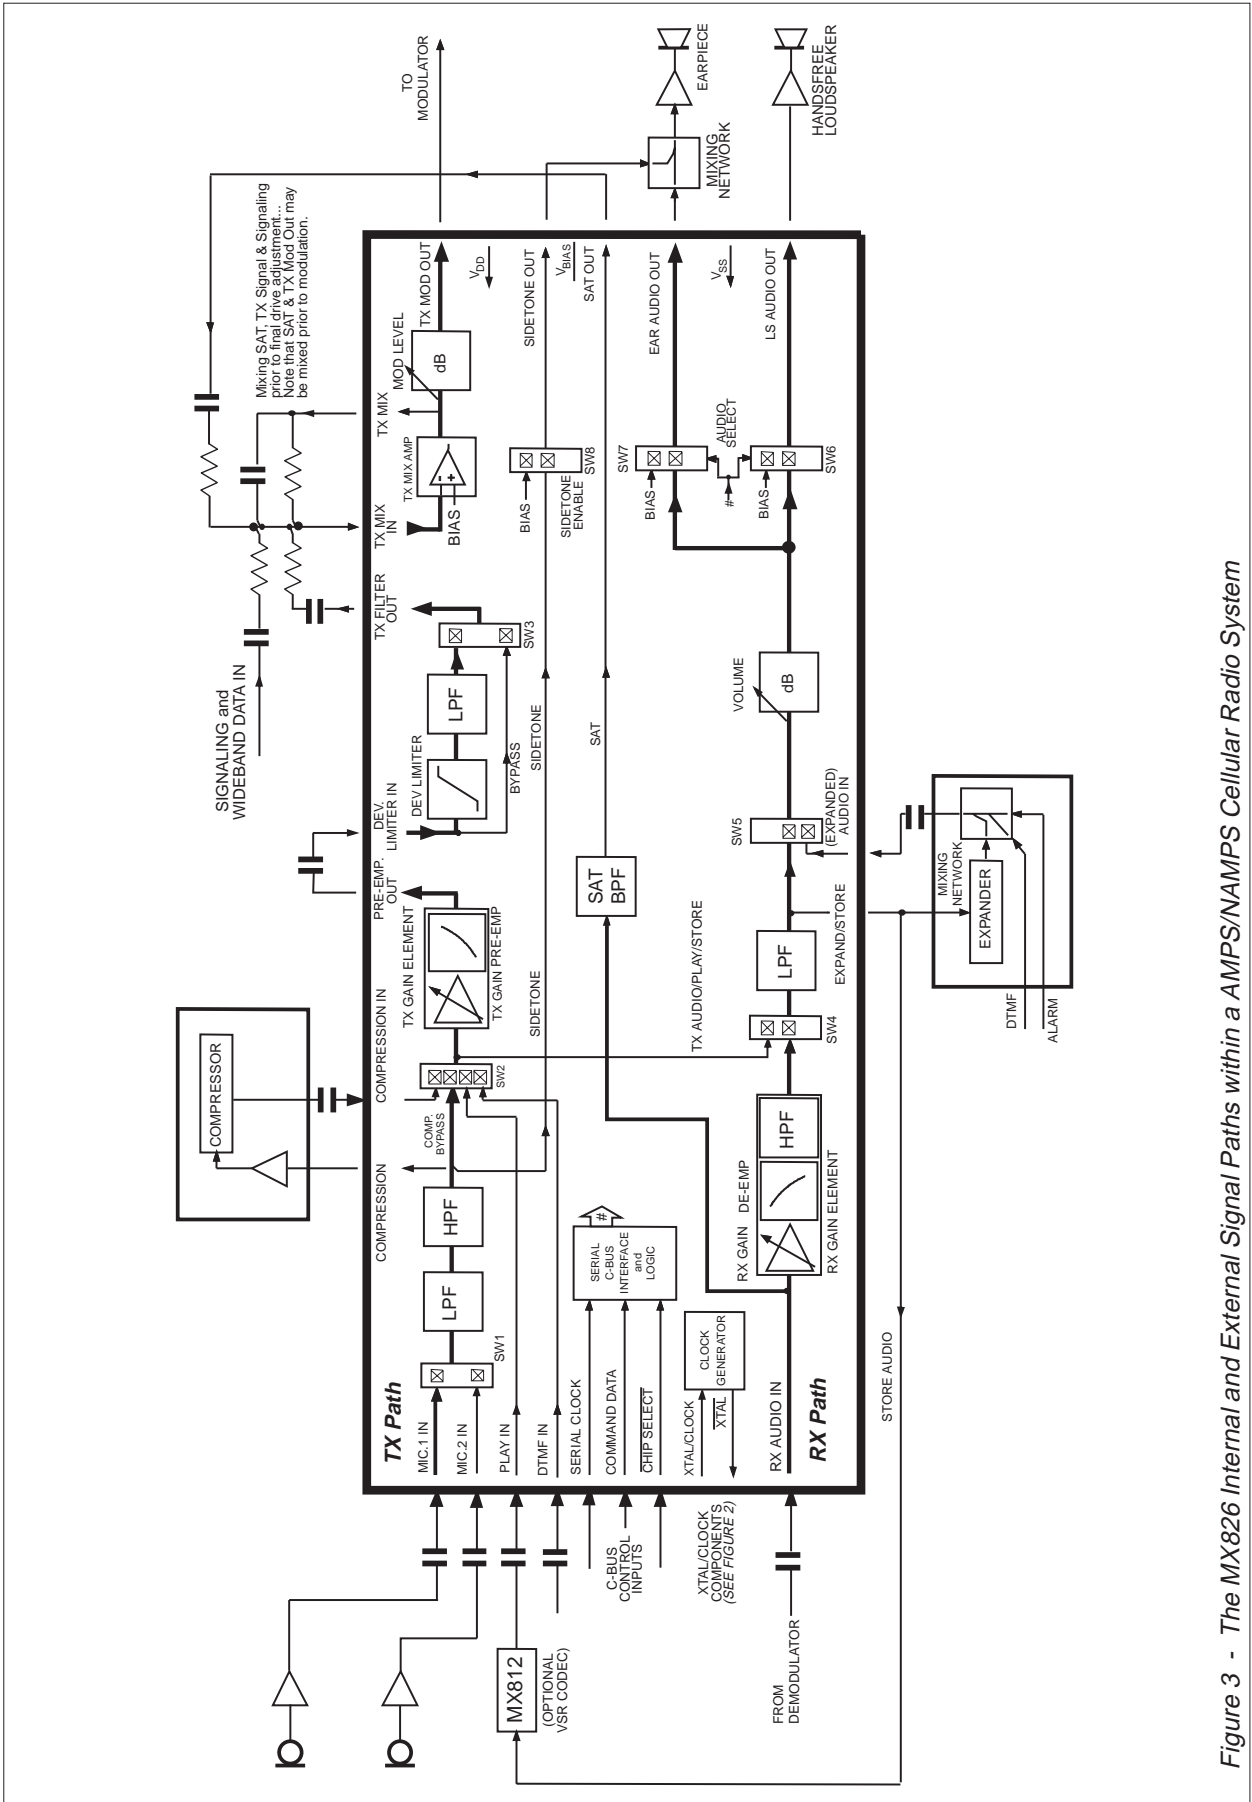 TO
MODULATOR
EARPIECE
HANDSFREE
LOUDSPEAKER
MIXING
NETWORK
Mixing SAT, TX Signal & Signaling
prior to final drive adjustment...
Note that SAT & TX Mod Out may
be mixed prior to modulation.
TX MOD OUT
VDD
SIDETONE OUT
VBIAS
SAT OUT
EAR AUDIO OUT
VSS
LS AUDIO OUT
MOD LEVEL
dB
TX MIX
TX MIX AMP
TX MIX
IN
BIAS
SW8
BIAS
SIDETONE
ENABLE
SW7
BIAS
AUDIO
SELECT
#
BIAS
SW6
SIGNALING and
WIDEBAND DATA IN
TX FILTER
OUT
SW3
LPF
DEV LIMITER
BYPASS
DEV.
LIMITER IN
SIDETONE
SAT
VOLUME
dB
PRE-EMP.
OUT
TX GAIN ELEMENT
TX GAIN PRE-EMP
SAT
BPF
SW5
(EXPANDED)
AUDIO IN
MIXING
NETWORK
EXPANDER
DTMF
ALARM
EXPAND/STORE
LPF
TX AUDIO/PLAY/STORE
SW4
SIDETONE
COMPRESSION IN
SW2
COMP.
BYPASS
COMPRESSOR
COMPRESSION
HPF
LPF
SW1
HPF
RX GAIN
DE-EMP
RX GAIN ELEMENT
#
SERIAL
C-BUS
INTERFACE
and
LOGIC
CLOCK
GENERATOR
TX Path
MIC.1 IN
MIC.2 IN
PLAY IN
DTMF IN
SERIAL CLOCK
COMMAND DATA
CHIP SELECT
XTAL/CLOCK
XTAL
RX AUDIO IN
RX Path
STORE AUDIO
MX812
(OPTIONAL
VSR CODEC)
C-BUS
CONTROL
INPUTS
XTAL/CLOCK
COMPONENTS
(SEE FIGURE 2)
FROM
DEMODULATOR
Figure 3 - The MX826 Internal and External Signal Paths within a AMPS/NAMPS Cellular Radio System